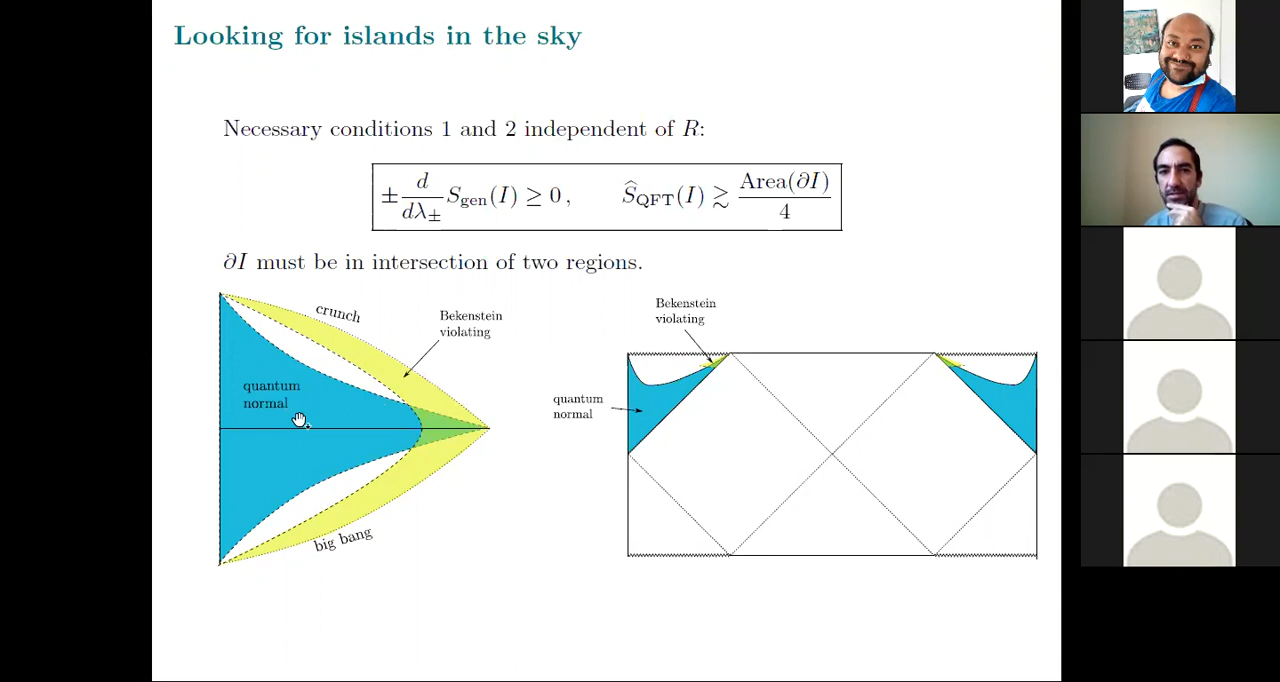 Looking for islands in the sky
Necessary conditions 1 and 2 independent of R:
± d/dλ± S_gen(I) ≥ 0 ,   Ŝ_QFT(I) ≳ Area(∂I)/4
∂I must be in intersection of two regions.
crunch
Bekenstein
violating
quantum
normal
big bang
Bekenstein
violating
quantum
normal